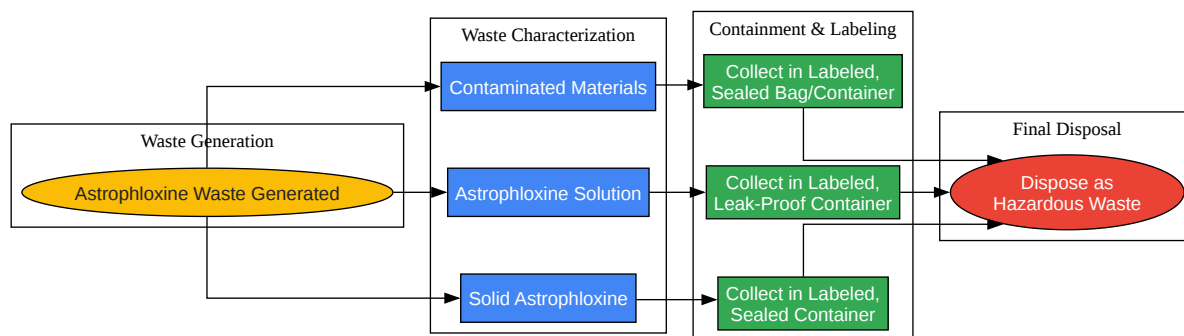 Waste Generation
Astrophloxine Waste Generated
Waste Characterization
Contaminated Materials
Astrophloxine Solution
Solid Astrophloxine
Containment & Labeling
Collect in Labeled,
Sealed Bag/Container
Collect in Labeled,
Leak-Proof Container
Collect in Labeled,
Sealed Container
Final Disposal
Dispose as
Hazardous Waste